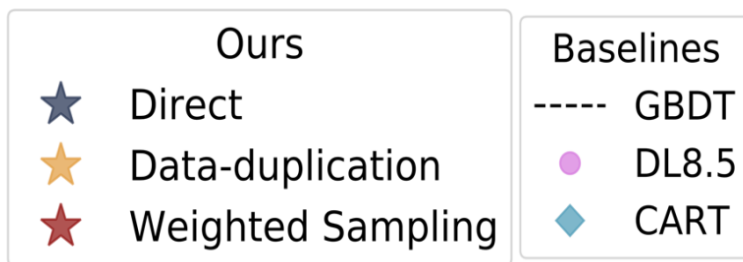 Ours
Direct
Data-duplication
Weighted Sampling
Baselines
GBDT
DL8.5
CART